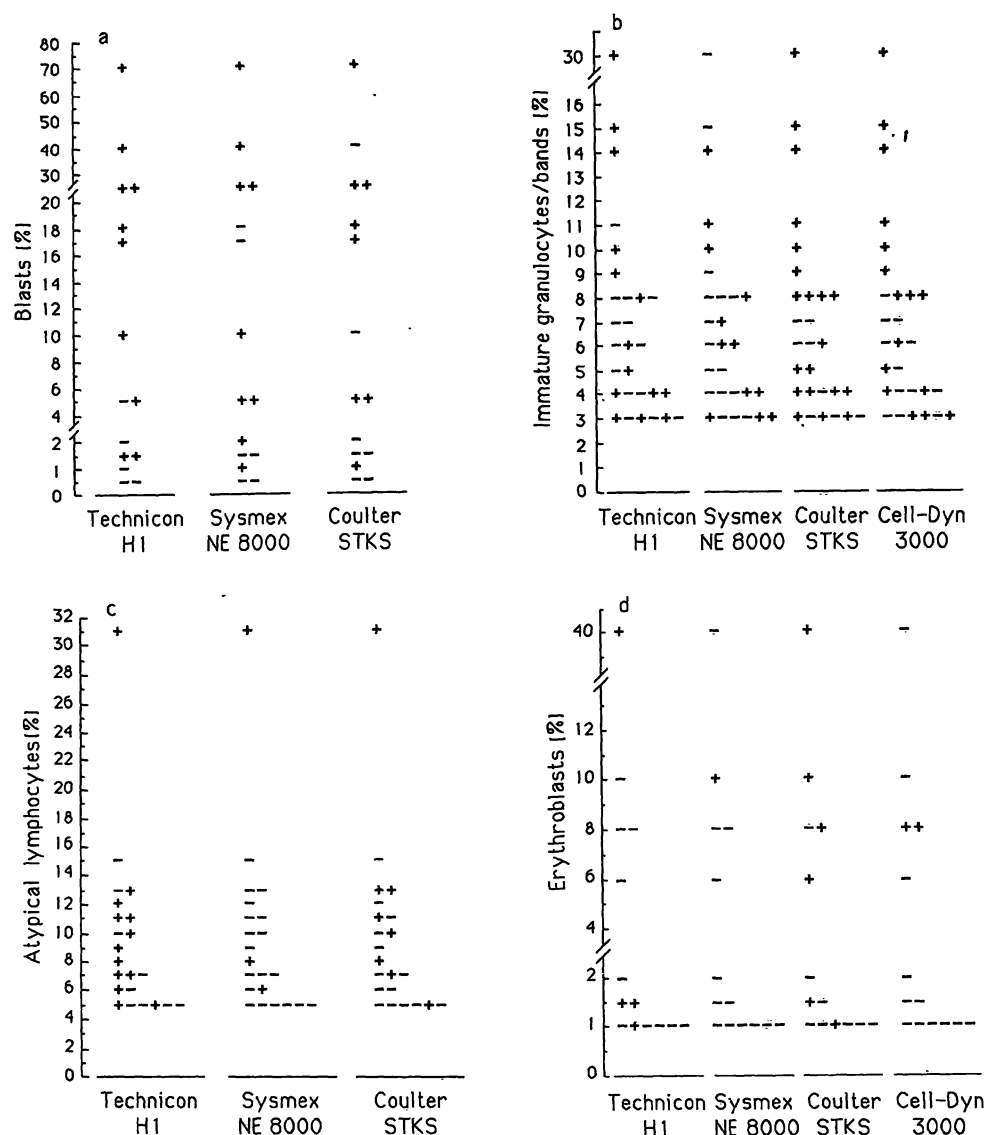 a
80
70
60
50
40
30
20
18
16
14
12
10
8
6
4
2
1
0
Blasts (%)
Technicon H1
Sysmex NE 8000
Coulter STKS
b
30
16
15
14
13
12
11
10
9
8
7
6
5
4
3
2
1
0
Immature granulocytes/bands (%)
Technicon H1
Sysmex NE 8000
Coulter STKS
Cell-Dyn 3000
c
32
30
28
26
24
22
20
18
16
14
12
10
8
6
4
2
0
Atypical lymphocytes (%)
Technicon H1
Sysmex NE 8000
Coulter STKS
d
40
12
10
8
6
4
2
1
0
Erythroblasts (%)
Technicon H1
Sysmex NE 8000
Coulter STKS
Cell-Dyn 3000